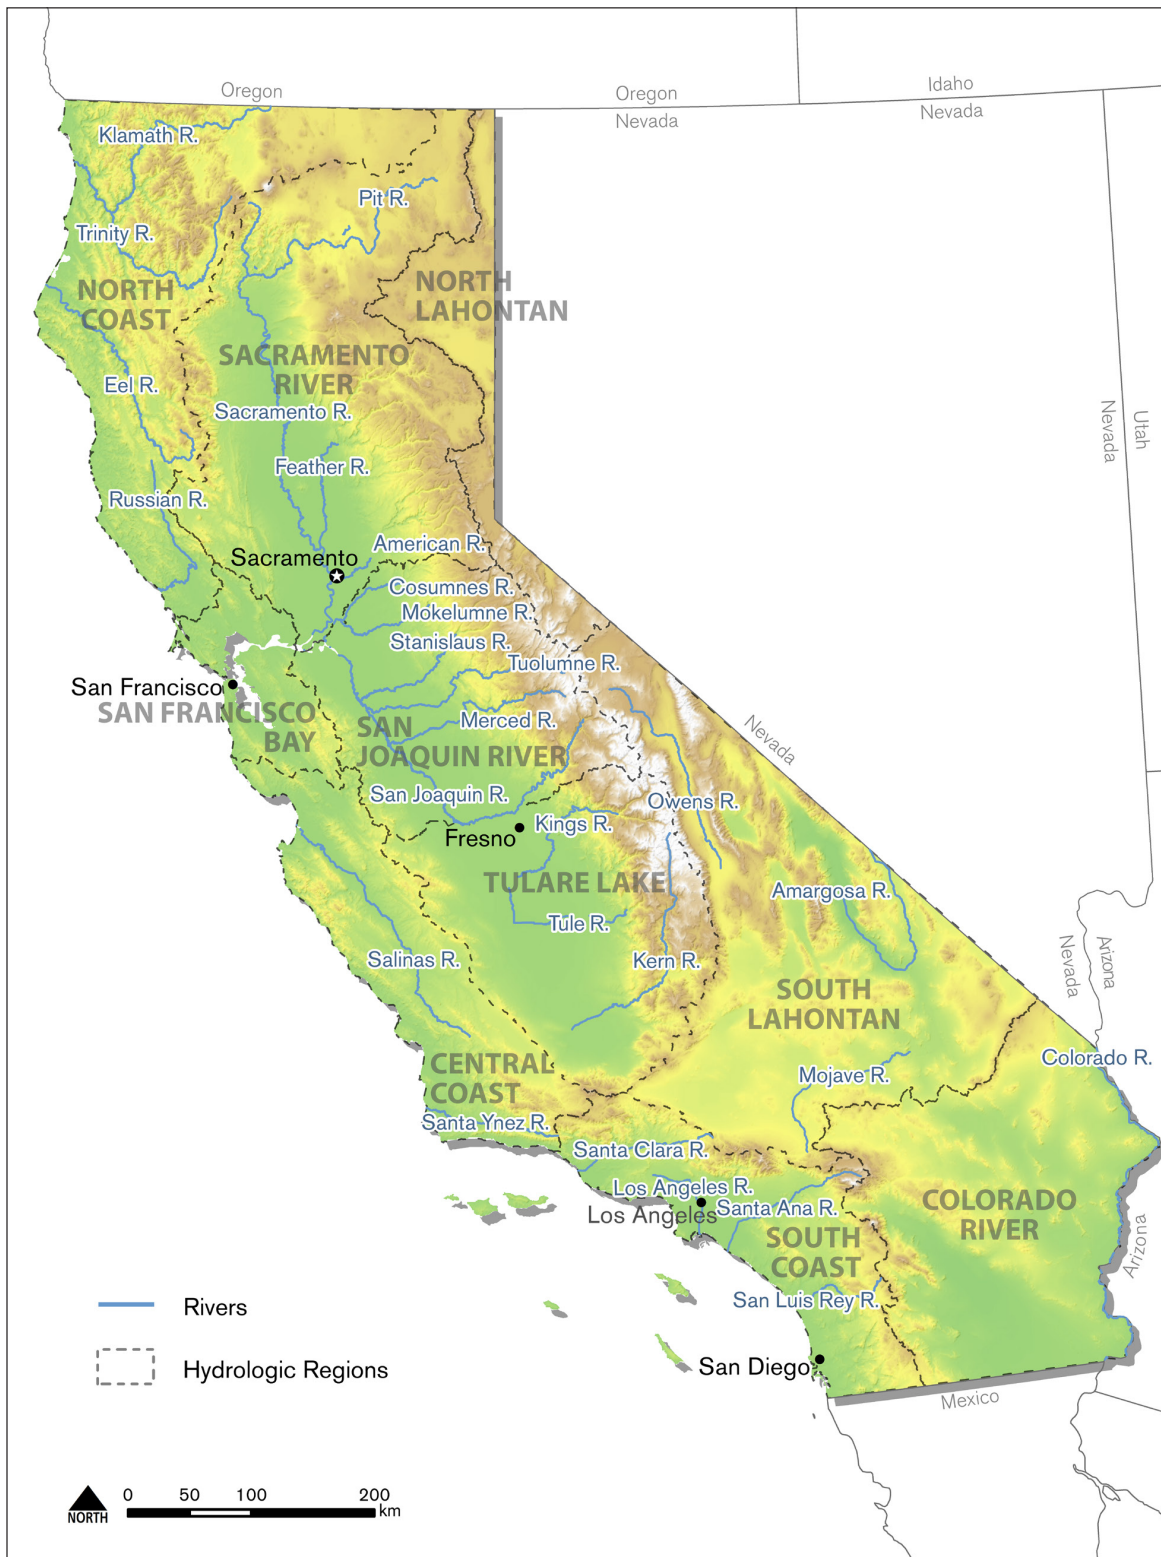 Oregon
Oregon
Idaho
Nevada
Nevada
Klamath R.
Pit R.
Trinity R.
NORTH
COAST
NORTH
LAHONTAN
SACRAMENTO
RIVER
Eel R.
Sacramento R.
Nevada
Utah
Feather R.
Russian R.
American R.
Sacramento
Cosumnes R.
Mokelumne R.
Stanislaus R.
Tuolumne R.
San Francisco
SAN FRANCISCO
BAY
SAN
JOAQUIN RIVER
Merced R.
Nevada
San Joaquin R.
Owens R.
Kings R.
Fresno
TULARE LAKE
Amargosa R.
Tule R.
Salinas R.
Kern R.
Nevada
Arizona
SOUTH
LAHONTAN
CENTRAL
COAST
Colorado R.
Mojave R.
Santa Ynez R.
Santa Clara R.
Los Angeles R.
Los Angeles
Santa Ana R.
COLORADO
RIVER
SOUTH
COAST
Arizona
San Luis Rey R.
Rivers
Hydrologic Regions
San Diego
Mexico
NORTH
0 50 100 200
km